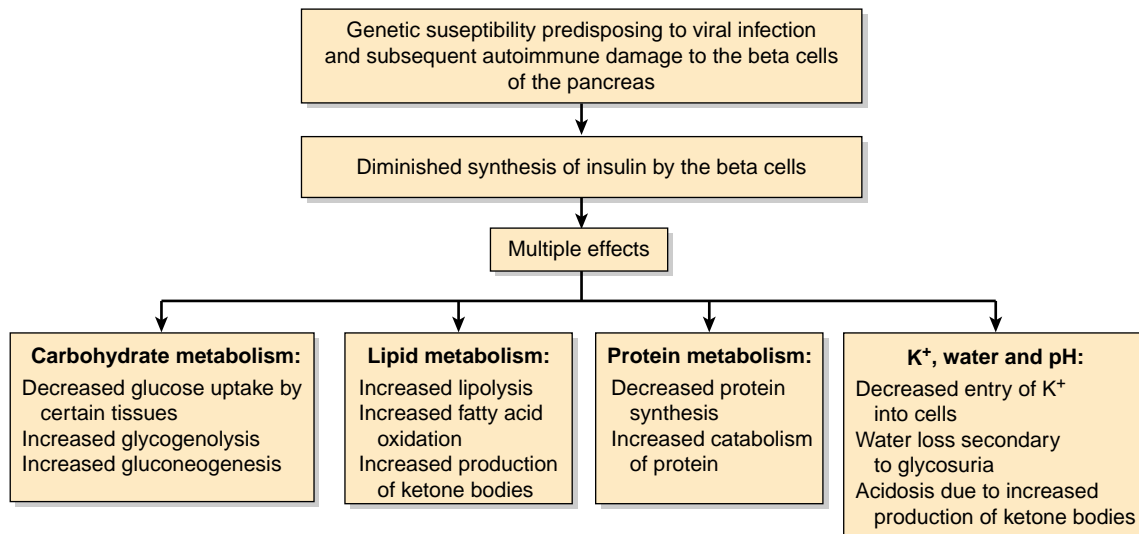 Genetic suseptibility predisposing to viral infection
and subsequent autoimmune damage to the beta cells
of the pancreas
Diminished synthesis of insulin by the beta cells
Multiple effects
Carbohydrate metabolism:
Decreased glucose uptake by
certain tissues
Increased glycogenolysis
Increased gluconeogenesis
Lipid metabolism:
Increased lipolysis
Increased fatty acid
oxidation
Increased production
of ketone bodies
Protein metabolism:
Decreased protein
synthesis
Increased catabolism
of protein
K⁺, water and pH:
Decreased entry of K⁺
into cells
Water loss secondary
to glycosuria
Acidosis due to increased
production of ketone bodies